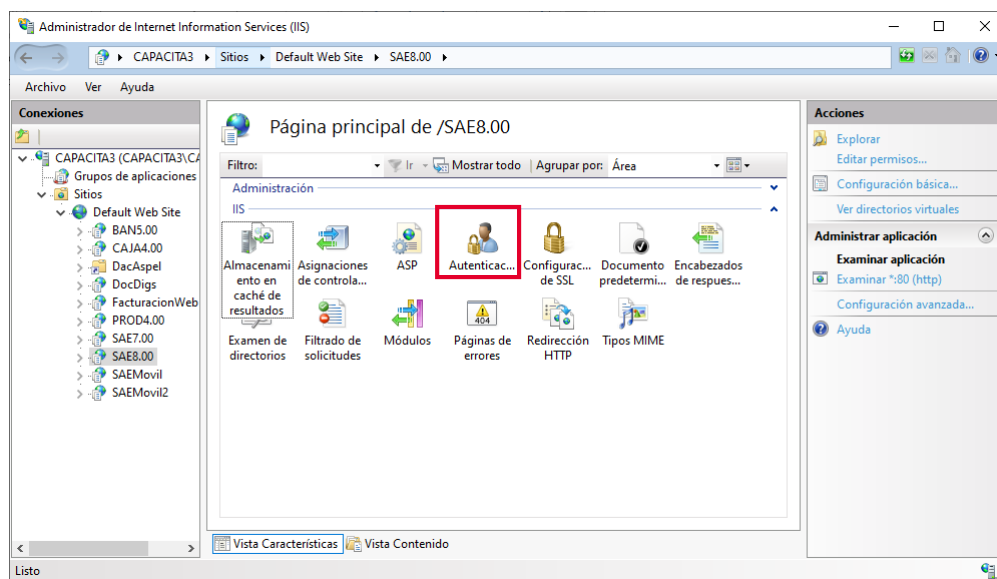 Administrador de Internet Information Services (IIS)
CAPACITA3 Sitios Default Web Site SAE8.00
Archivo Ver Ayuda
Conexiones
CAPACITA3 (CAPACITA3\CA
Grupos de aplicaciones
Sitios
Default Web Site
BAN5.00
CAJA4.00
DacAspel
DocDigs
FacturacionWeb
PROD4.00
SAE7.00
SAE8.00
SAEMovil
SAEMovil2
Página principal de /SAE8.00
Filtro: Ir Mostrar todo Agrupar por: Área
Administración
IIS
Almacenami
ento en
caché de
resultados
Asignaciones
de controla...
ASP
Autenticac...
Configurac...
de SSL
Documento
predetermi...
Encabezados
de respues...
Examen de
directorios
Filtrado de
solicitudes
Módulos
404
Páginas de
errores
Redirección
HTTP
Tipos MIME
Vista Características Vista Contenido
Acciones
Explorar
Editar permisos...
Configuración básica...
Ver directorios virtuales
Administrar aplicación
Examinar aplicación
Examinar *:80 (http)
Configuración avanzada...
Ayuda
Listo